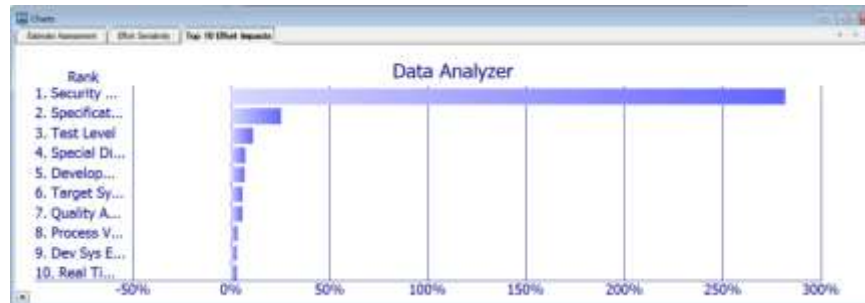 Charts
Estimate Assessment
Effort Sensitivity
Top 10 Effort Impacts
Data Analyzer
Rank
1. Security ...
2. Specificat...
3. Test Level
4. Special Di...
5. Develop...
6. Target Sy...
7. Quality A...
8. Process V...
9. Dev Sys E...
10. Real Ti...
-50% 0% 50% 100% 150% 200% 250% 300%